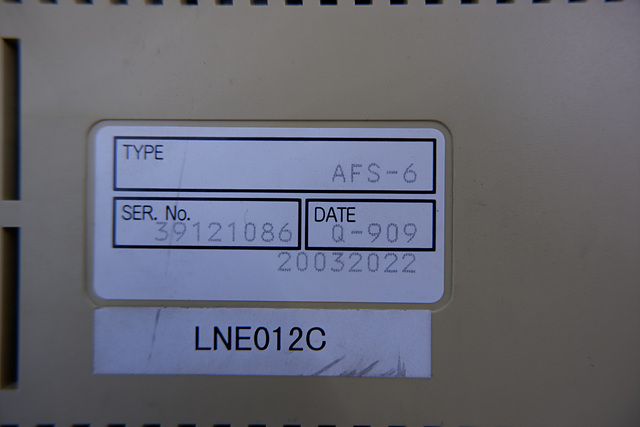 TYPE
AFS-6
SER. No. DATE
39121086 Q-909
20032022
LNE012C